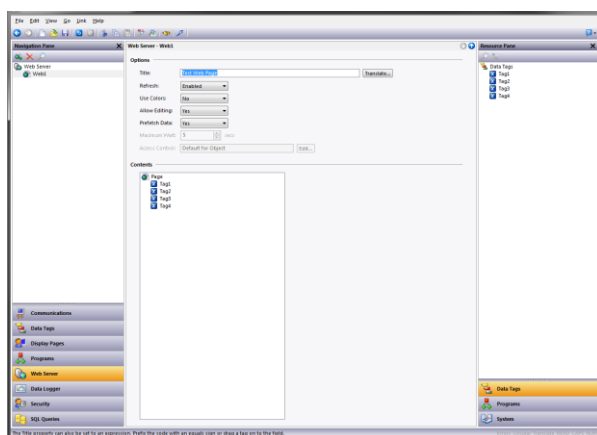 File Edit View Go Link Help
Navigation Pane
Web Server - Web1
Resource Pane
Web Server
Web1
Options
Title:
Test Web Page
Translate...
Refresh:
Enabled
Use Colors:
No
Allow Editing:
Yes
Prefetch Data:
Yes
Maximum Wait:
5
secs
Access Control:
Default for Object
Edit...
Contents
Page
Tag1
Tag2
Tag3
Tag4
Data Tags
Tag1
Tag2
Tag3
Tag4
Communications
Data Tags
Display Pages
Programs
Web Server
Data Logger
Security
SQL Queries
Data Tags
Programs
System
The Title property can also be set to an expression. Prefix the code with an equals sign or drag a tag on to the field.